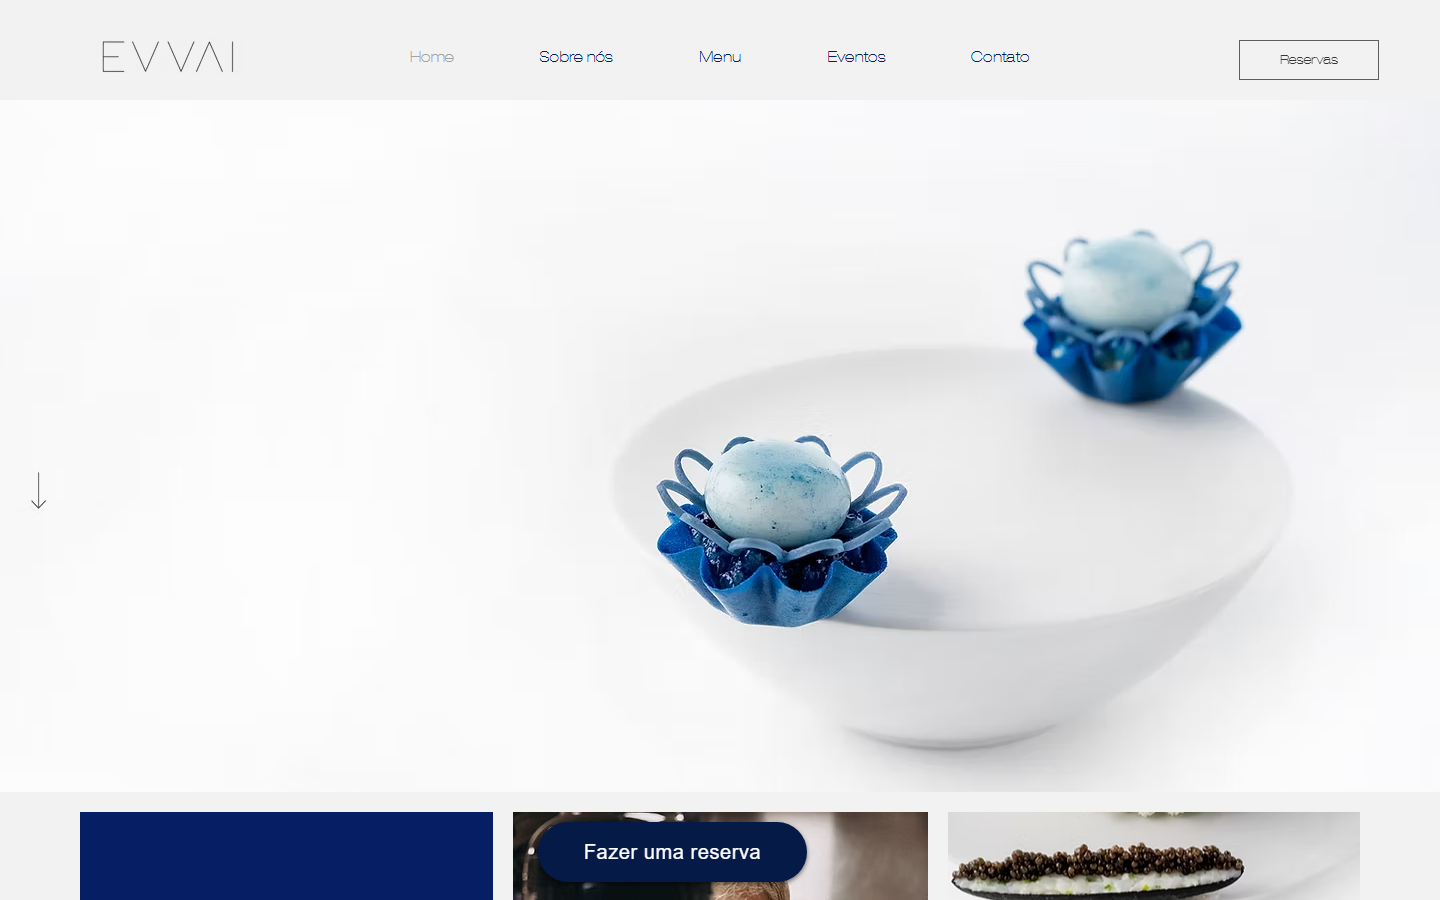 EVVAI
Home
Sobre nós
Menu
Eventos
Contato
Reservas
Fazer uma reserva